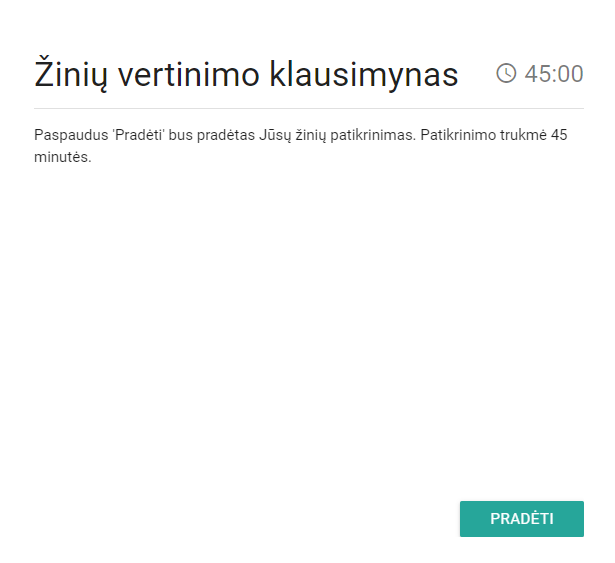 Žinių vertinimo klausimynas 45:00
Paspaudus 'Pradėti' bus pradėtas Jūsų žinių patikrinimas. Patikrinimo trukmė 45
minutės.
PRADĖTI